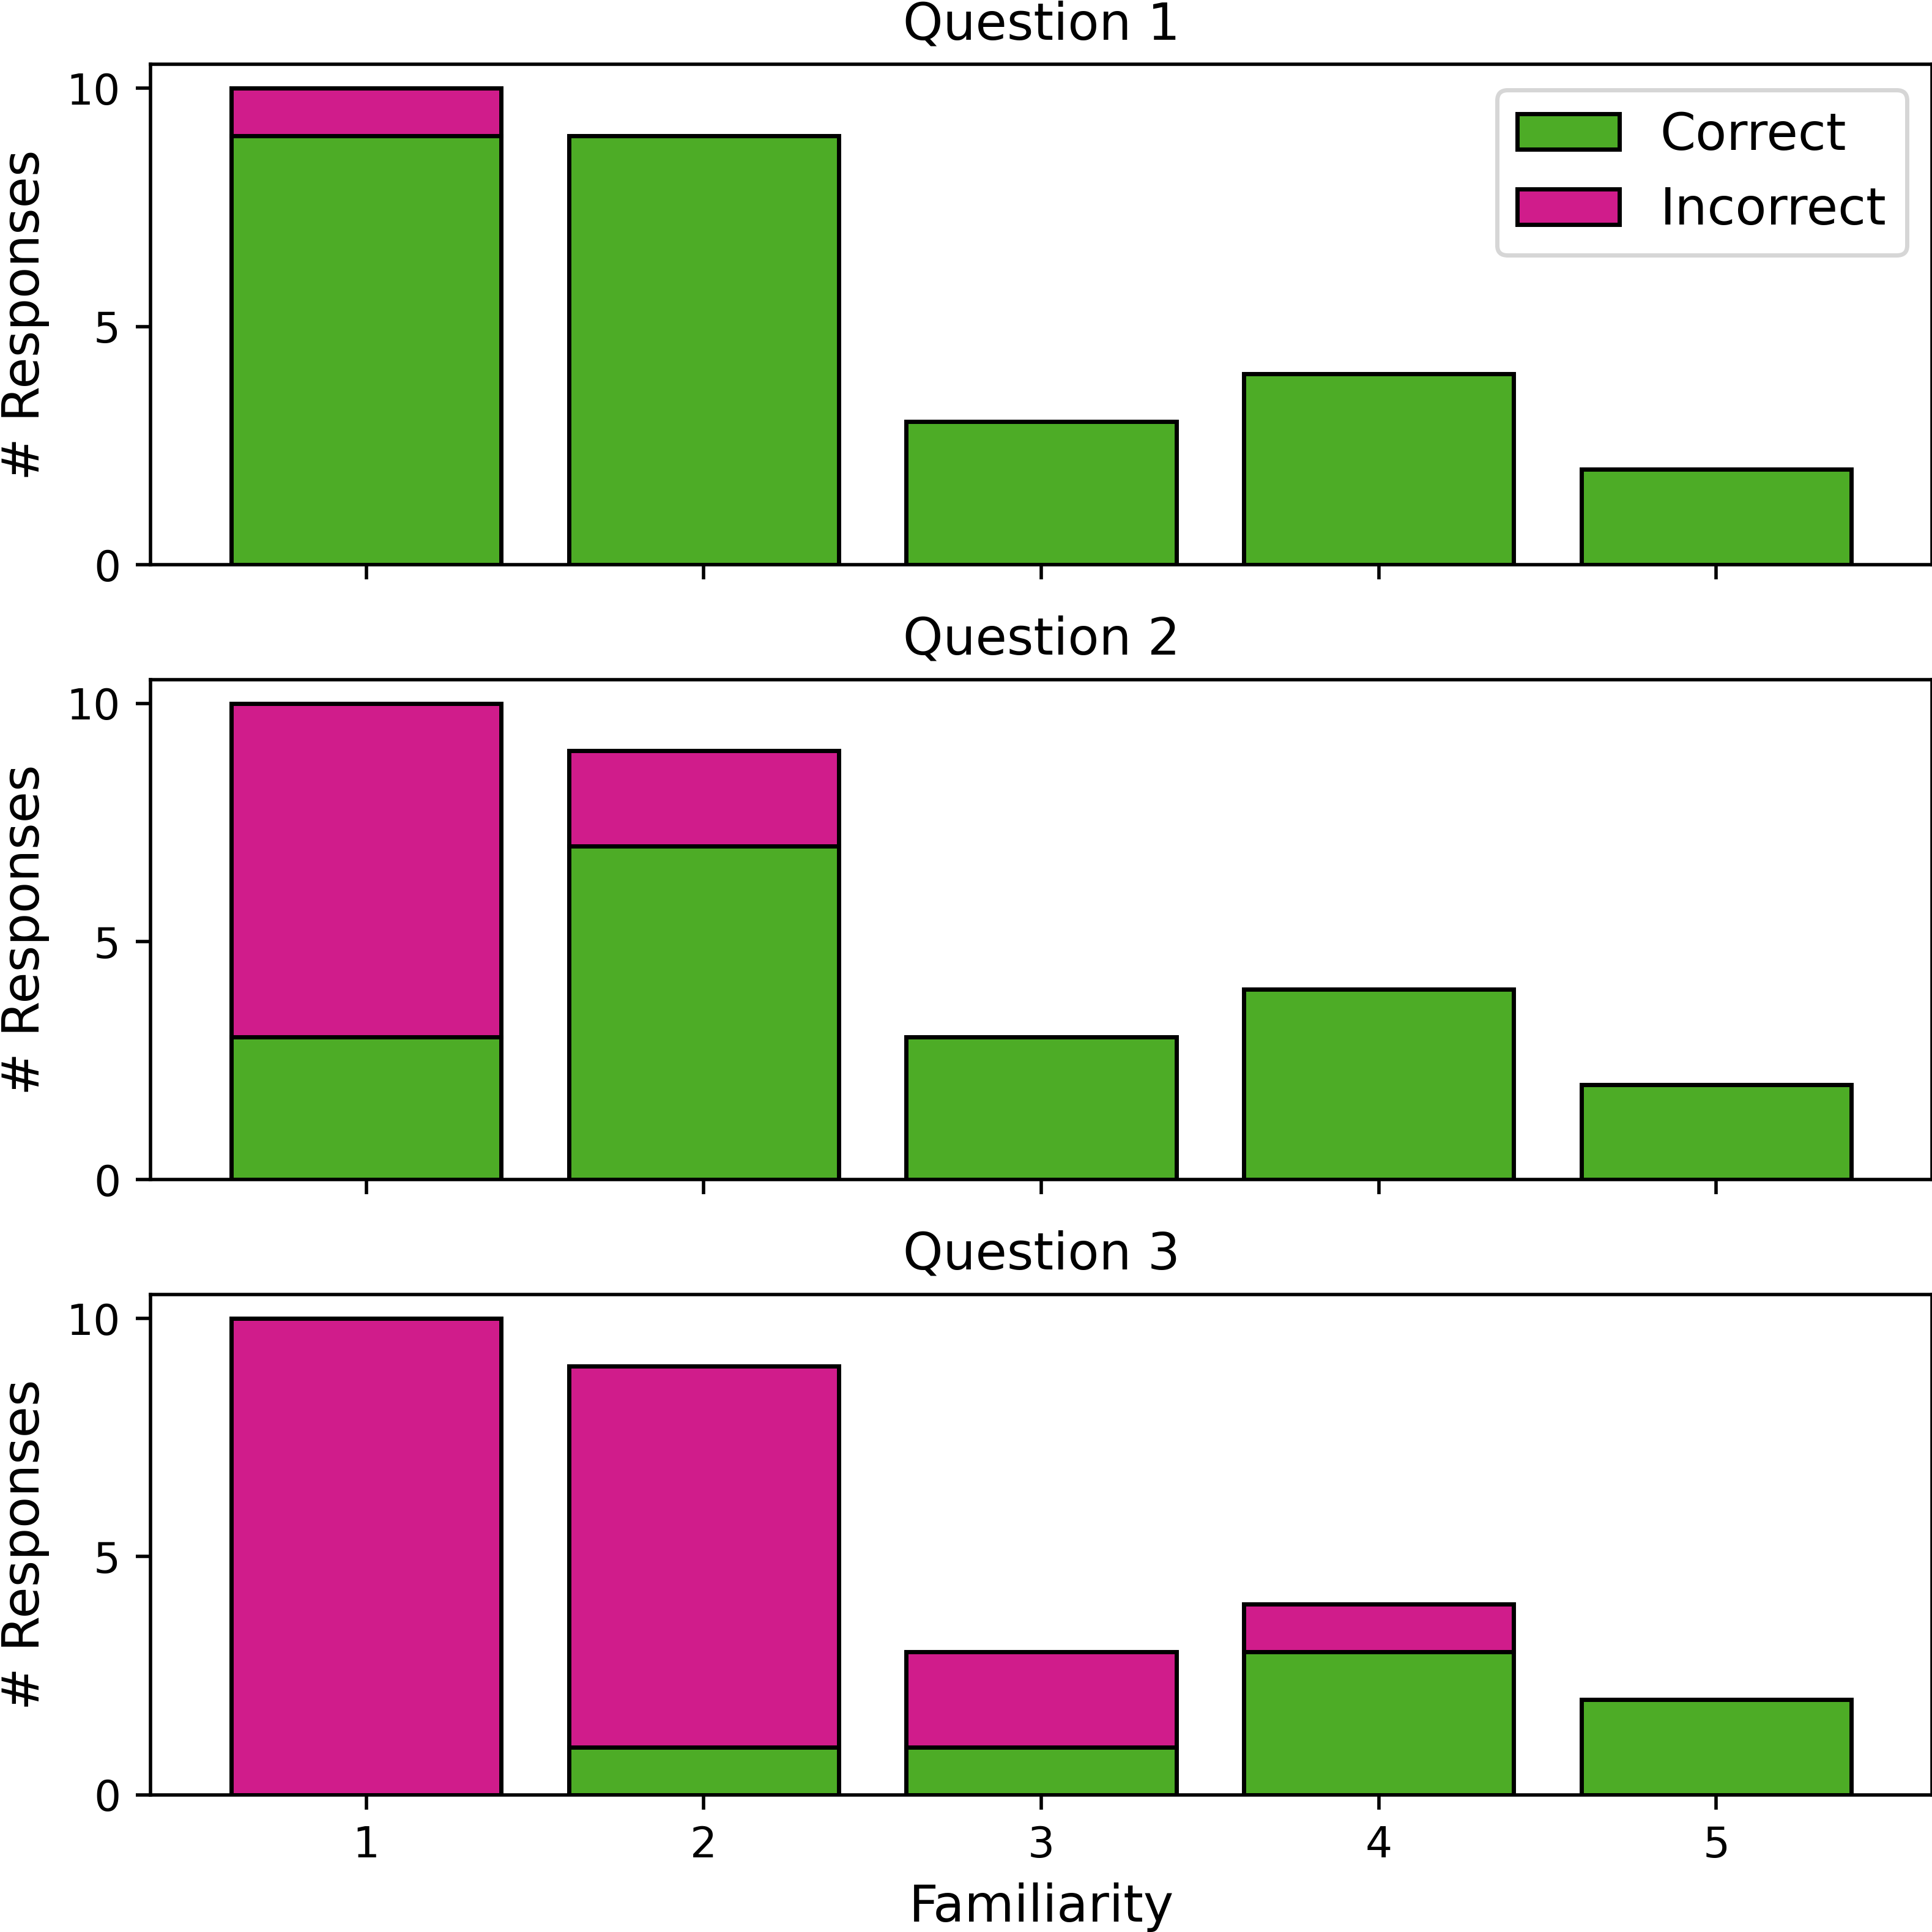 Question 1
10
5
0
# Responses
Correct
Incorrect
Question 2
10
5
0
# Responses
Question 3
10
5
0
# Responses
1 2 3 4 5
Familiarity